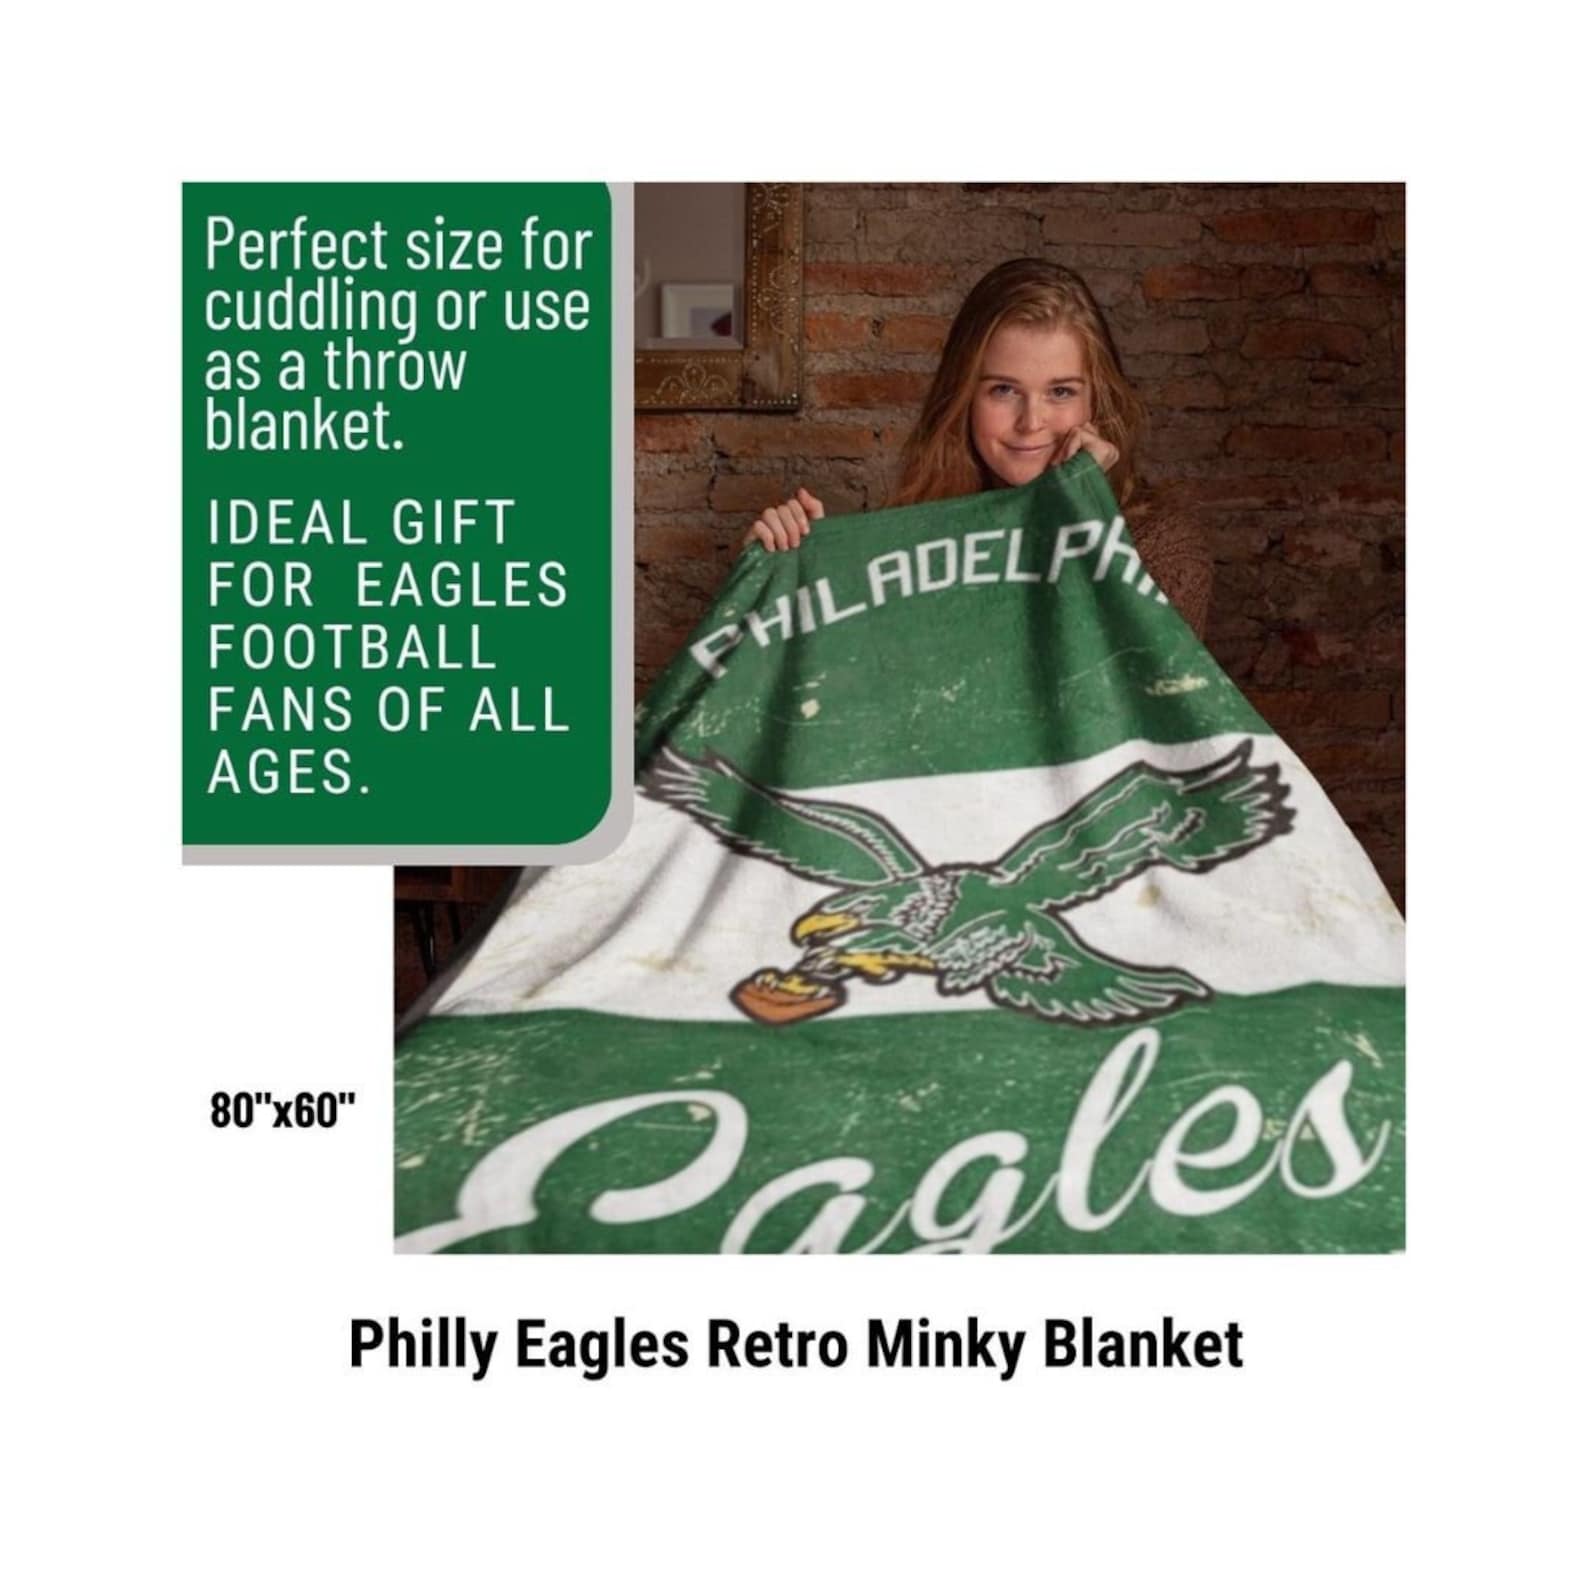 Perfect size for
cuddling or use
as a throw
blanket.
IDEAL GIFT
FOR EAGLES
FOOTBALL
FANS OF ALL
AGES.
PHILADELPHI
Eagles
80"x60"
Philly Eagles Retro Minky Blanket